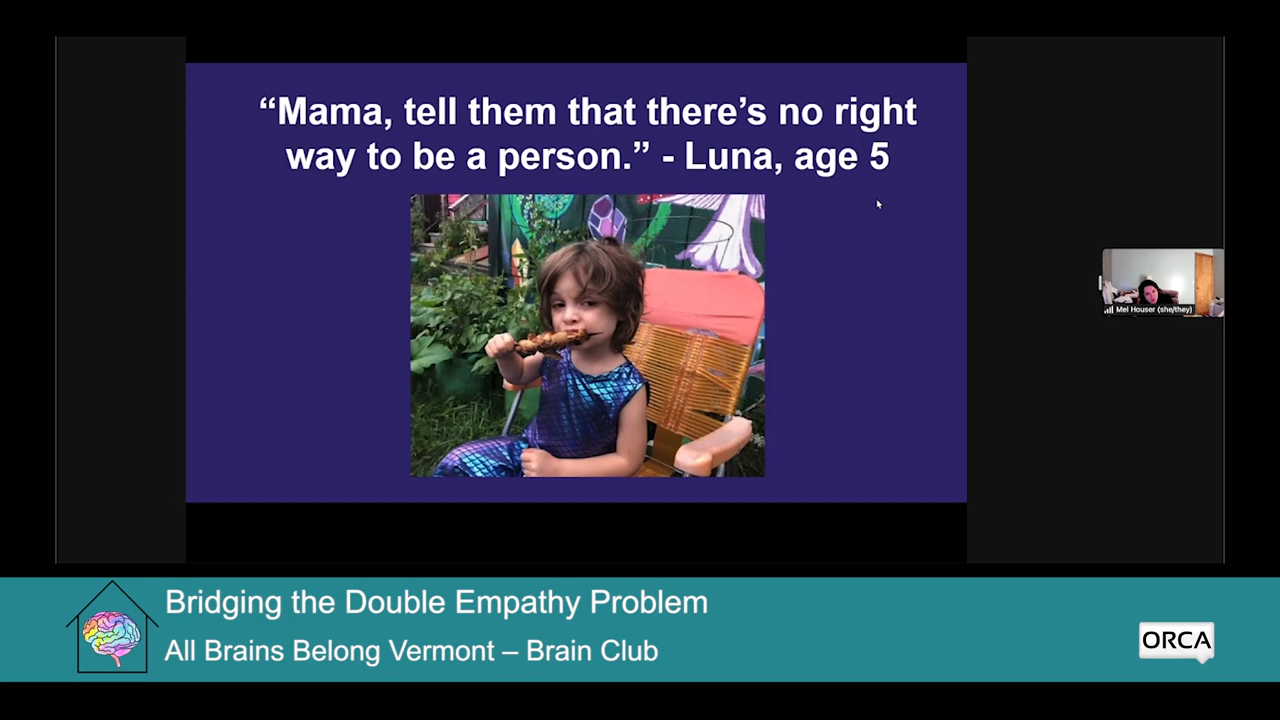 “Mama, tell them that there’s no right
way to be a person.” - Luna, age 5
Mel Houser (she/they)
Bridging the Double Empathy Problem
All Brains Belong Vermont – Brain Club
ORCA